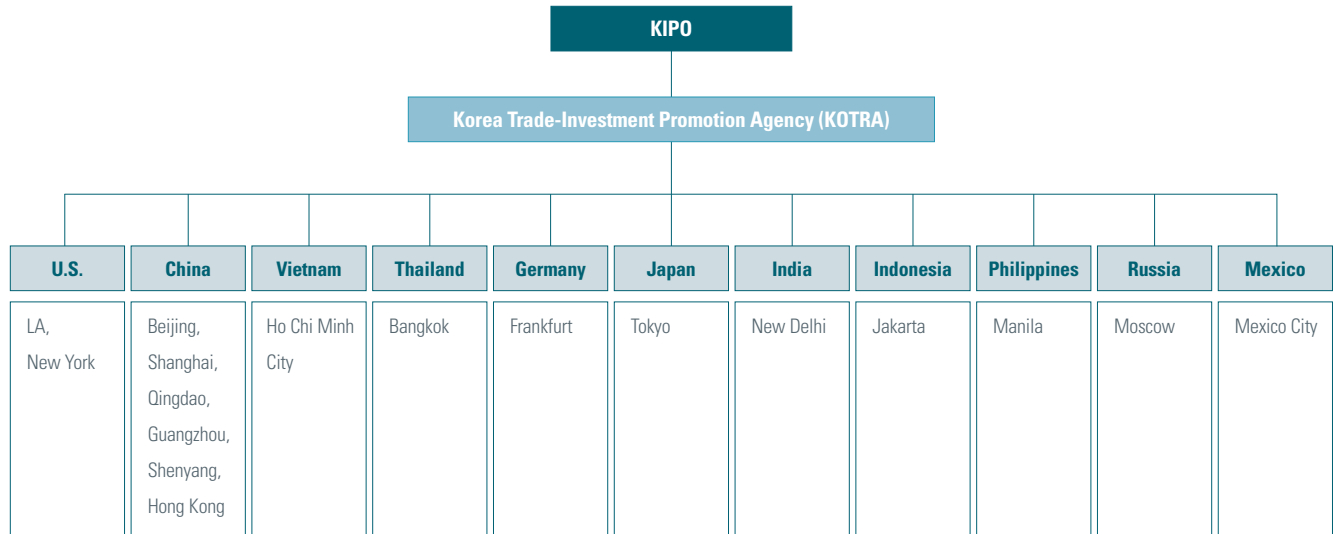 KIPO
Korea Trade-Investment Promotion Agency (KOTRA)
U.S.
China
Vietnam
Thailand
Germany
Japan
India
Indonesia
Philippines
Russia
Mexico
LA,
New York
Beijing,
Shanghai,
Qingdao,
Guangzhou,
Shenyang,
Hong Kong
Ho Chi Minh
City
Bangkok
Frankfurt
Tokyo
New Delhi
Jakarta
Manila
Moscow
Mexico City